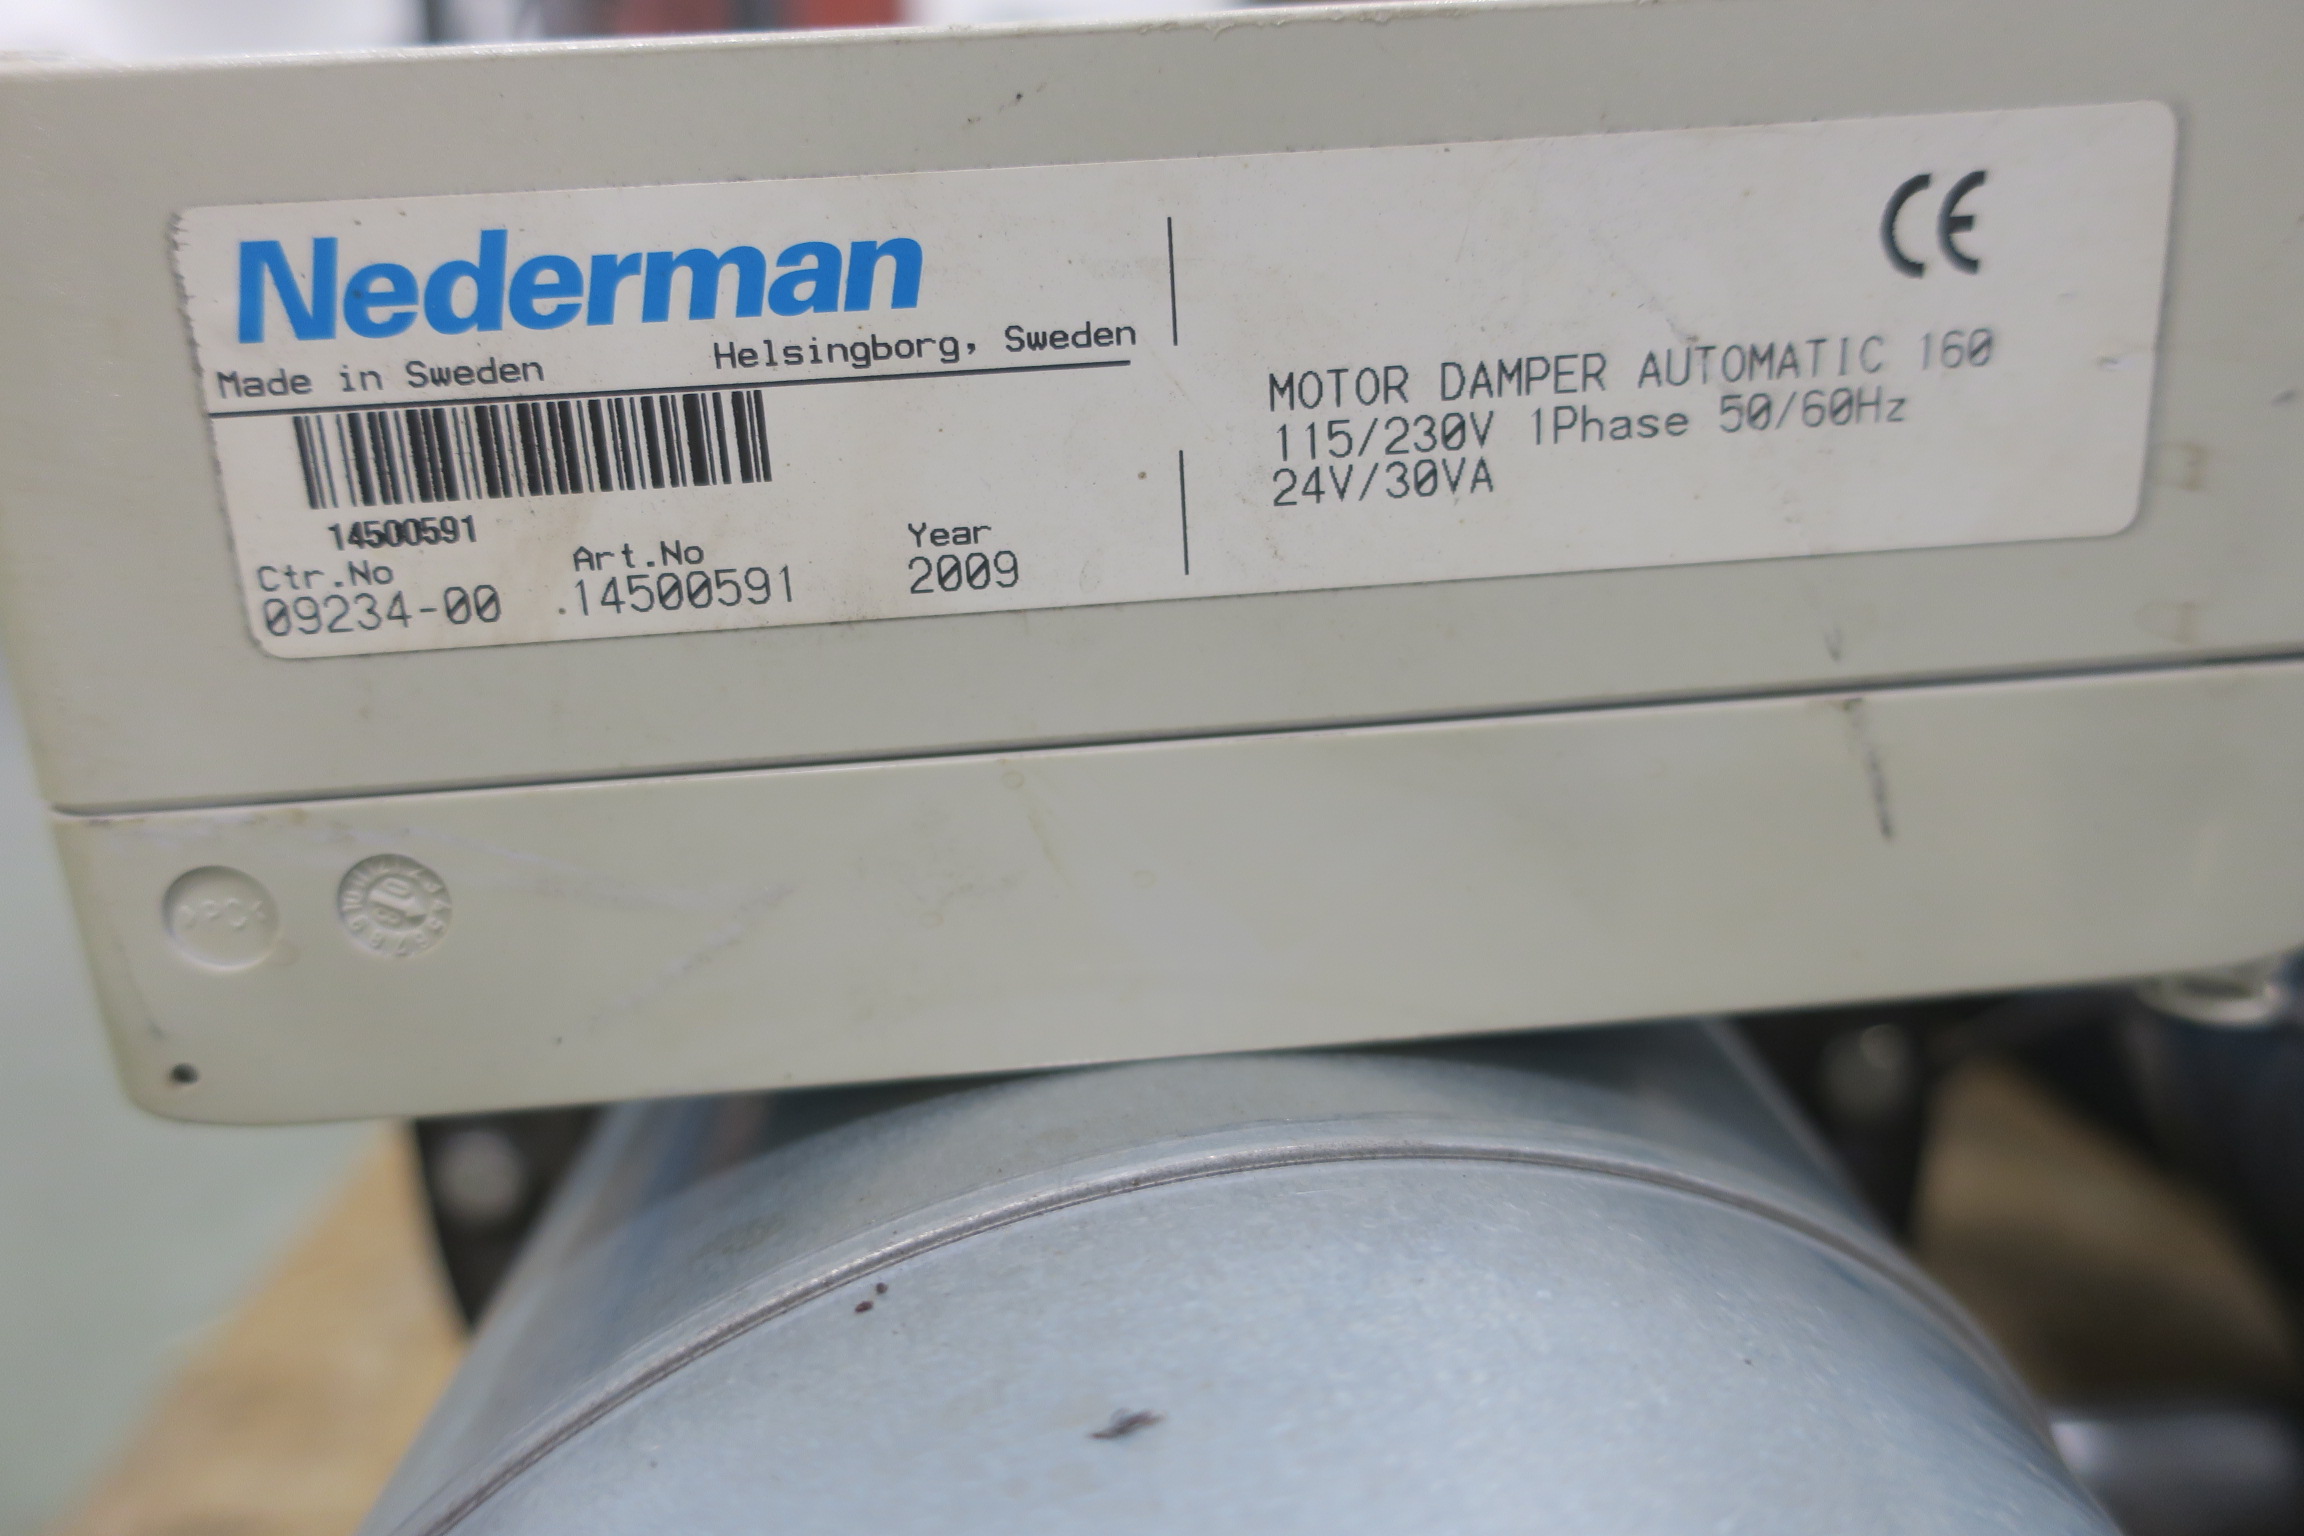 Nederman
Made in Sweden Helsingborg, Sweden
14500591
Ctr.No Art.No Year
09234-00 .14500591 2009
CE
MOTOR DAMPER AUTOMATIC 160
115/230V 1Phase 50/60Hz
24V/30VA